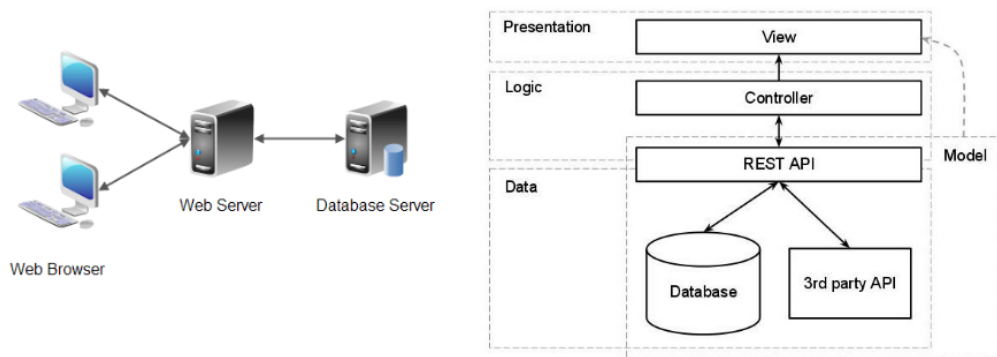 Web Server
Database Server
Web Browser
Presentation
View
Logic
Controller
REST API
Model
Data
Database
3rd party API